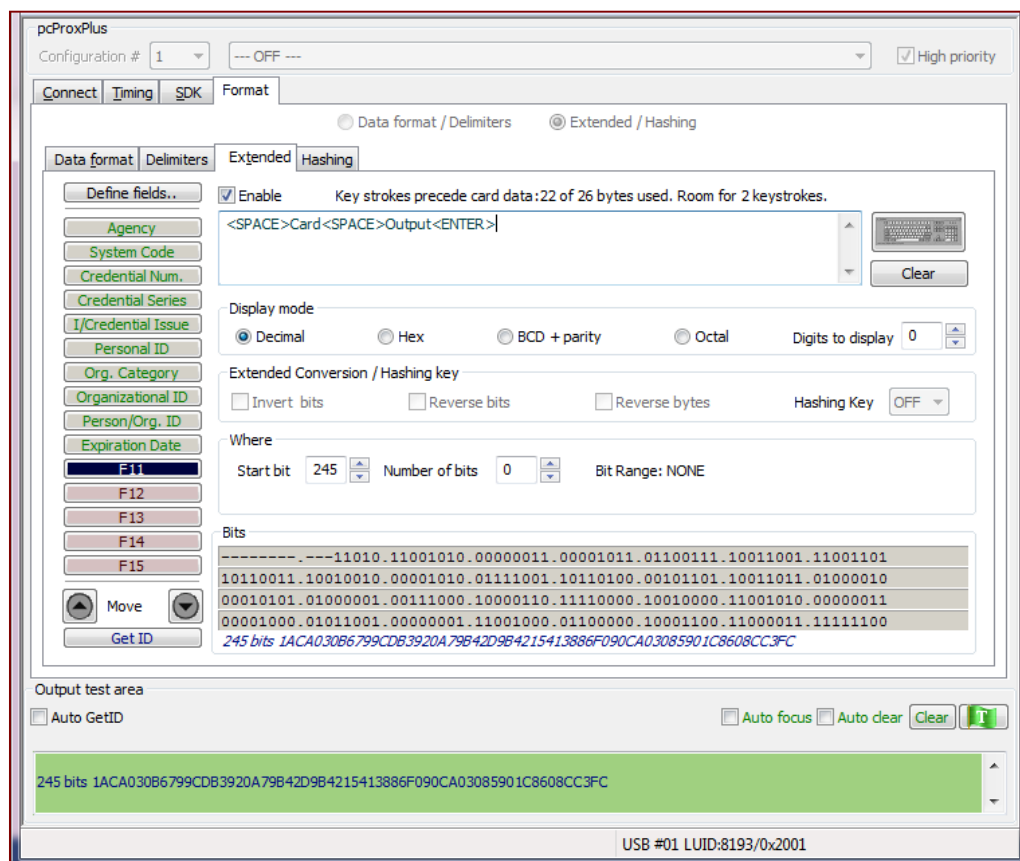 pcProxPlus
Configuration # 1 --- OFF --- High priority
Connect Timing SDK Format
Data format / Delimiters Extended / Hashing
Data format Delimiters Extended Hashing
Define fields.. Enable Key strokes precede card data:22 of 26 bytes used. Room for 2 keystrokes.
<SPACE>Card<SPACE>Output<ENTER>
Clear
Agency
System Code
Credential Num.
Credential Series
I/Credential Issue
Personal ID
Org. Category
Organizational ID
Person/Org. ID
Expiration Date
F11
F12
F13
F14
F15
Move
Get ID
Display mode
Decimal Hex BCD + parity Octal Digits to display 0
Extended Conversion / Hashing key
Invert bits Reverse bits Reverse bytes Hashing Key OFF
Where
Start bit 245 Number of bits 0 Bit Range: NONE
Bits
--------.---11010.11001010.00000011.00001011.01100111.10011001.11001101
10110011.10010010.00001010.01111001.10110100.00101101.10011011.01000010
00010101.01000001.00111000.10000110.11110000.10010000.11001010.00000011
00001000.01011001.00000001.11001000.01100000.10001100.11000011.11111100
245 bits 1ACA030B6799CDB3920A79B42D9B4215413886F090CA03085901C8608CC3FC
Output test area
Auto GetID Auto focus Auto clear Clear T
245 bits 1ACA030B6799CDB3920A79B42D9B4215413886F090CA03085901C8608CC3FC
USB #01 LUID:8193/0x2001